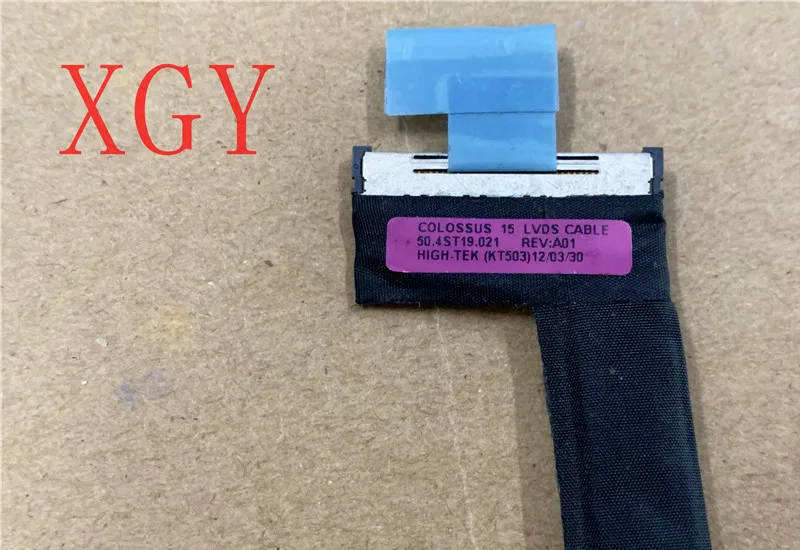 XGY
COLOSSUS 15 LVDS CABLE
50.4ST19.021 REV:A01
HIGH-TEK (KT503)12/03/30